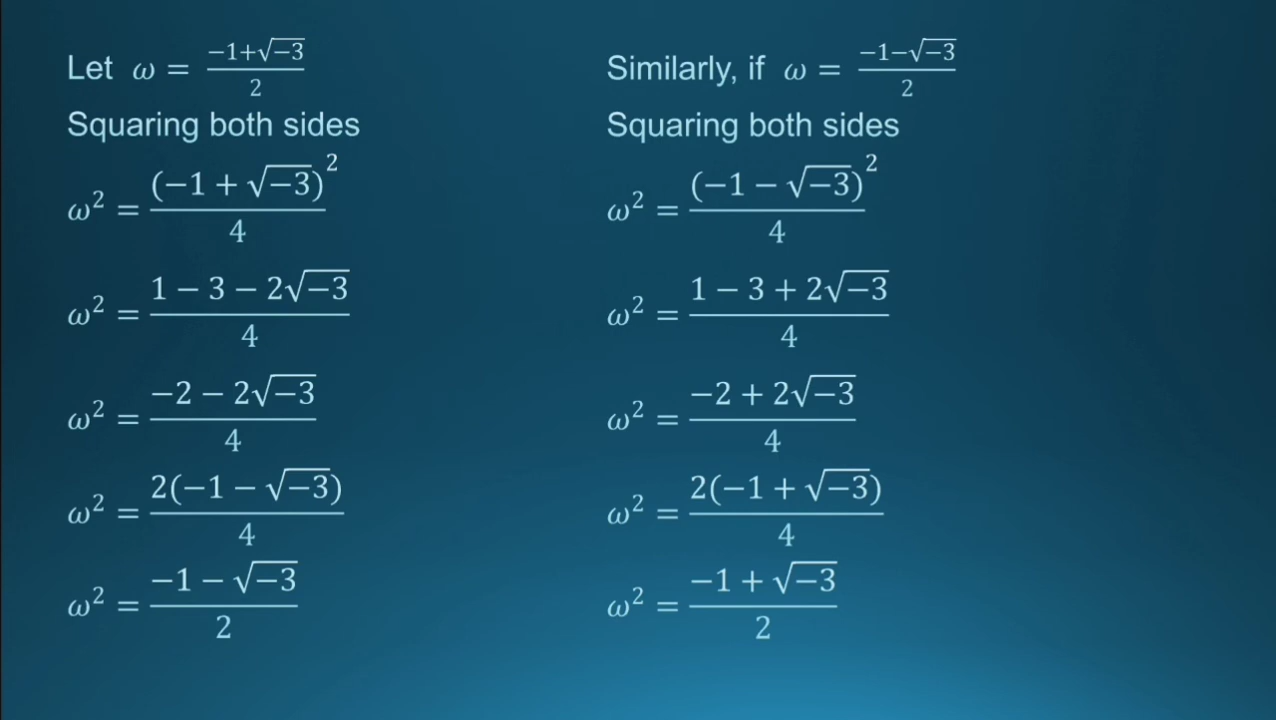 Let ω = (−1+√−3)/2
Squaring both sides
ω² = (−1 + √−3)²/4
ω² = (1 − 3 − 2√−3)/4
ω² = (−2 − 2√−3)/4
ω² = 2(−1 − √−3)/4
ω² = (−1 − √−3)/2
Similarly, if ω = (−1−√−3)/2
Squaring both sides
ω² = (−1 − √−3)²/4
ω² = (1 − 3 + 2√−3)/4
ω² = (−2 + 2√−3)/4
ω² = 2(−1 + √−3)/4
ω² = (−1 + √−3)/2